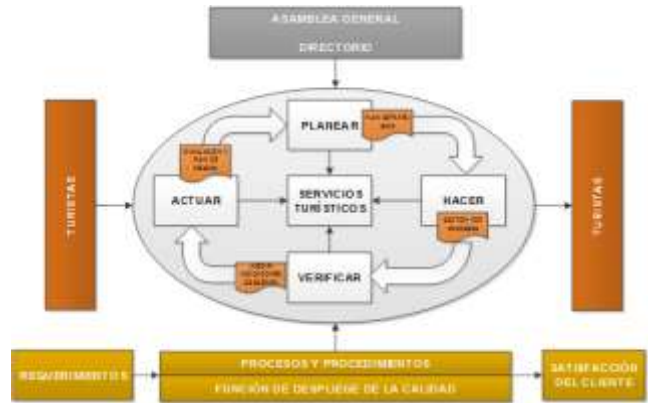 ASAMBLEA GENERAL
DIRECTORIO
TURISTAS
PLANEAR
ACTUAR
SERVICIOS
TURÍSTICOS
HACER
VERIFICAR
TURISTAS
REQUERIMIENTOS
PROCESOS Y PROCEDIMIENTOS
FUNCIÓN DE DESPLIEGE DE LA CALIDAD
SATISFACCIÓN
DEL CLIENTE